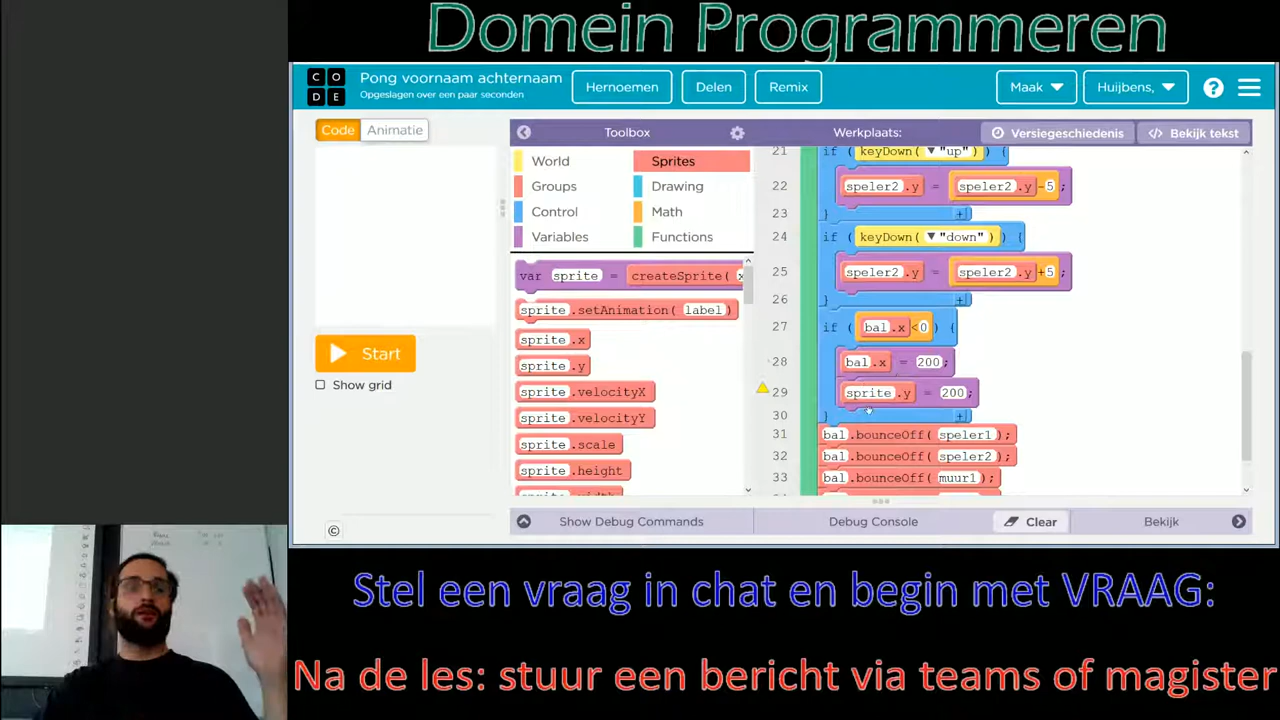 Domein Programmeren
CODE
Pong voornaam achternaam
Opgeslagen over een paar seconden
Hernoemen
Delen
Remix
Maak
Huijbens,
?
Code
Animatie
Toolbox
Werkplaats:
Versiegeschiedenis
</> Bekijk tekst
World
Sprites
Groups
Drawing
Control
Math
Variables
Functions
var sprite = createSprite( x
sprite.setAnimation( label )
sprite.x
sprite.y
sprite.velocityX
sprite.velocityY
sprite.scale
sprite.height
Start
Show grid
©
21 if ( keyDown( "up" ) ) {
22 speler2.y = speler2.y-5;
23 }
24 if ( keyDown( "down" ) ) {
25 speler2.y = speler2.y+5;
26 }
27 if ( bal.x<0 ) {
28 bal.x = 200;
29 sprite.y = 200;
30 }
31 bal.bounceOff( speler1 );
32 bal.bounceOff( speler2 );
33 bal.bounceOff( muur1 );
Show Debug Commands
Debug Console
Clear
Bekijk
Stel een vraag in chat en begin met VRAAG:
Na de les: stuur een bericht via teams of magister